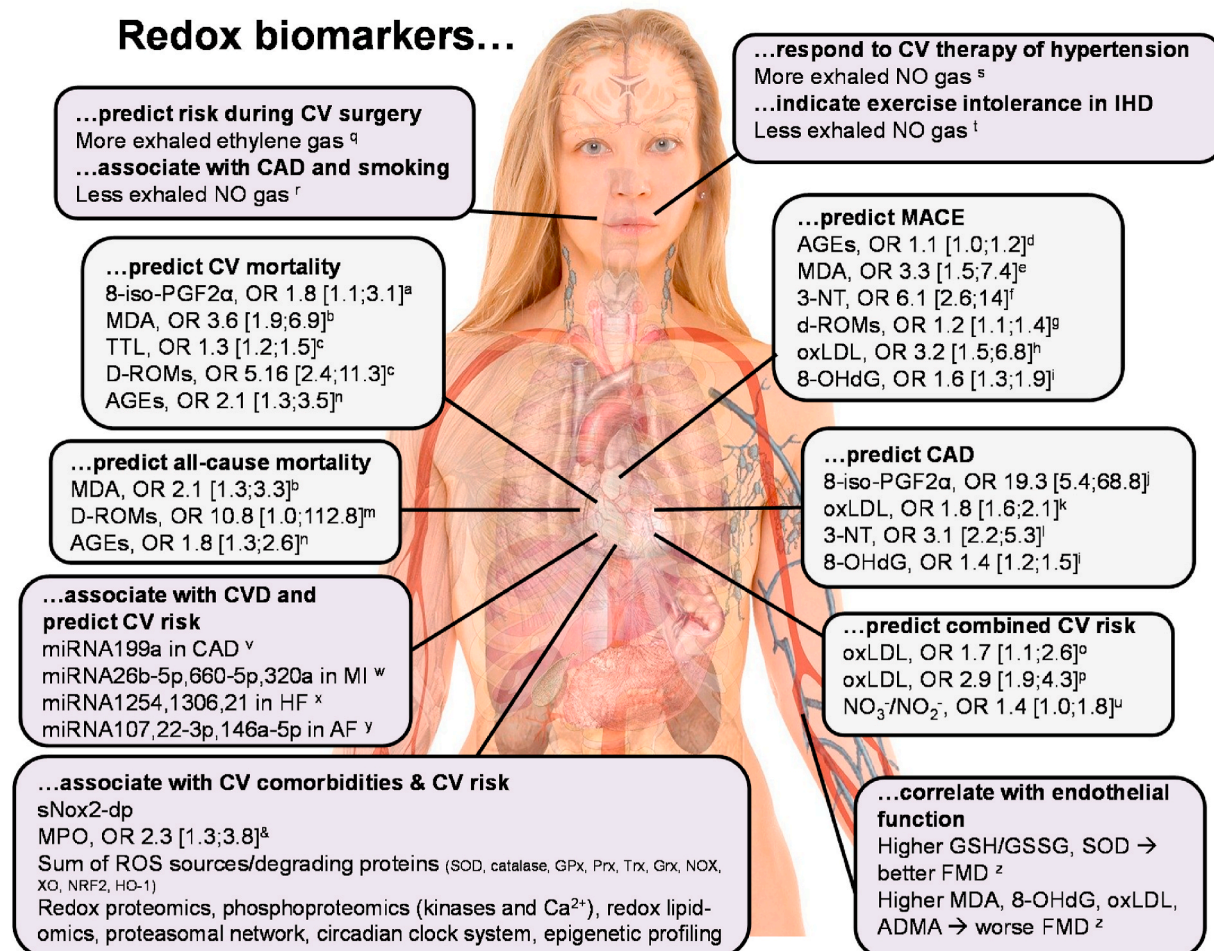 Redox biomarkers…
…predict risk during CV surgery
More exhaled ethylene gas q
…associate with CAD and smoking
Less exhaled NO gas r
…respond to CV therapy of hypertension
More exhaled NO gas s
…indicate exercise intolerance in IHD
Less exhaled NO gas t
…predict CV mortality
8-iso-PGF2α, OR 1.8 [1.1;3.1]a
MDA, OR 3.6 [1.9;6.9]b
TTL, OR 1.3 [1.2;1.5]c
D-ROMs, OR 5.16 [2.4;11.3]c
AGEs, OR 2.1 [1.3;3.5]n
…predict MACE
AGEs, OR 1.1 [1.0;1.2]d
MDA, OR 3.3 [1.5;7.4]e
3-NT, OR 6.1 [2.6;14]f
d-ROMs, OR 1.2 [1.1;1.4]g
oxLDL, OR 3.2 [1.5;6.8]h
8-OHdG, OR 1.6 [1.3;1.9]i
…predict all-cause mortality
MDA, OR 2.1 [1.3;3.3]b
D-ROMs, OR 10.8 [1.0;112.8]m
AGEs, OR 1.8 [1.3;2.6]n
…predict CAD
8-iso-PGF2α, OR 19.3 [5.4;68.8]j
oxLDL, OR 1.8 [1.6;2.1]k
3-NT, OR 3.1 [2.2;5.3]l
8-OHdG, OR 1.4 [1.2;1.5]i
…associate with CVD and
predict CV risk
miRNA199a in CAD v
miRNA26b-5p,660-5p,320a in MI w
miRNA1254,1306,21 in HF x
miRNA107,22-3p,146a-5p in AF y
…predict combined CV risk
oxLDL, OR 1.7 [1.1;2.6]o
oxLDL, OR 2.9 [1.9;4.3]p
NO3-/NO2-, OR 1.4 [1.0;1.8]u
…associate with CV comorbidities & CV risk
sNox2-dp
MPO, OR 2.3 [1.3;3.8]&
Sum of ROS sources/degrading proteins (SOD, catalase, GPx, Prx, Trx, Grx, NOX,
XO, NRF2, HO-1)
Redox proteomics, phosphoproteomics (kinases and Ca2+), redox lipid-
omics, proteasomal network, circadian clock system, epigenetic profiling
…correlate with endothelial
function
Higher GSH/GSSG, SOD →
better FMD z
Higher MDA, 8-OHdG, oxLDL,
ADMA → worse FMD z